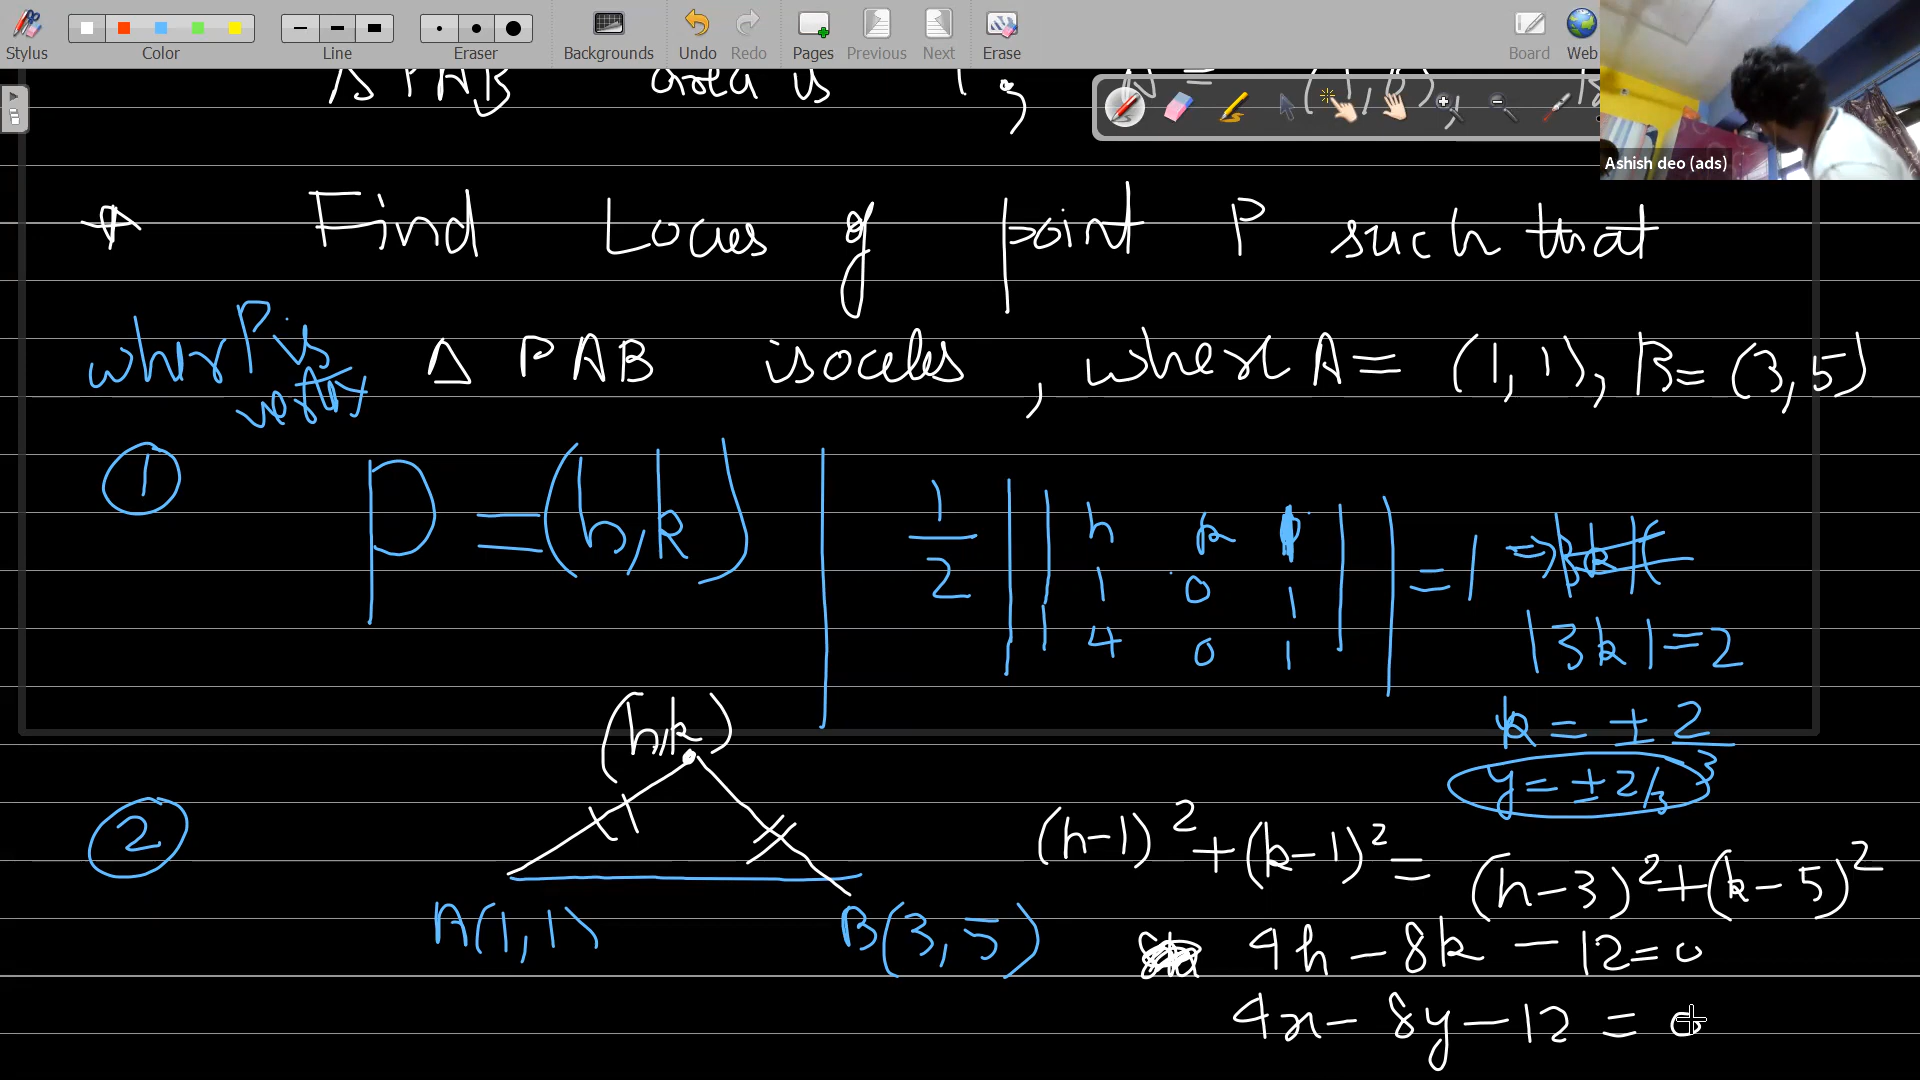 Stylus Color Line Eraser Backgrounds Undo Redo Pages Previous Next Erase Board Web
Δ PAB area is 1,
Ashish deo (ads)
Find Locus of point P such that
wher P is vertex
Δ PAB isoceles, where A = (1, 1), B = (3, 5)
1
P = (h, k)
1/2 | | h k 1 | | = 1 ⇒
1 0 1
4 0 1
|3k| = 2
k = ± 2/3
y = ± 2/3
2
(h, k)
A(1, 1) B(3, 5)
(h-1)² + (k-1)² = (h-3)² + (k-5)²
4h - 8k - 12 = 0
4x - 8y - 12 = 0